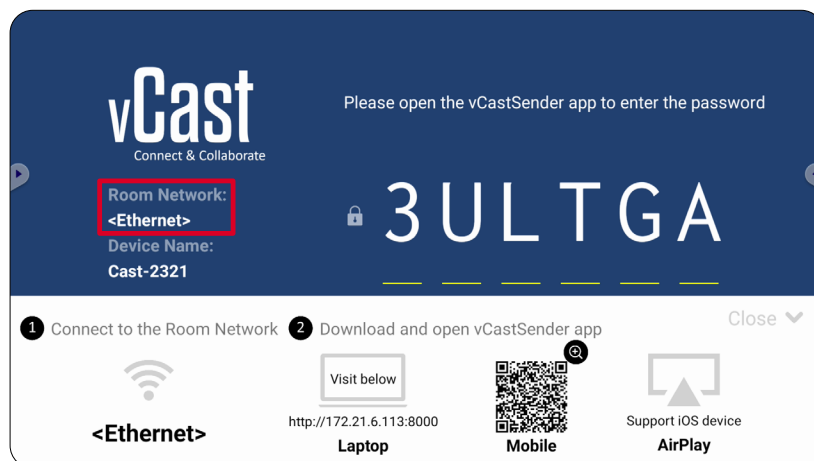 vCast
Connect & Collaborate
Please open the vCastSender app to enter the password
Room Network:
<Ethernet>
Device Name:
Cast-2321
3ULTGA
Close
1 Connect to the Room Network
2 Download and open vCastSender app
<Ethernet>
Visit below
http://172.21.6.113:8000
Laptop
Mobile
Support iOS device
AirPlay